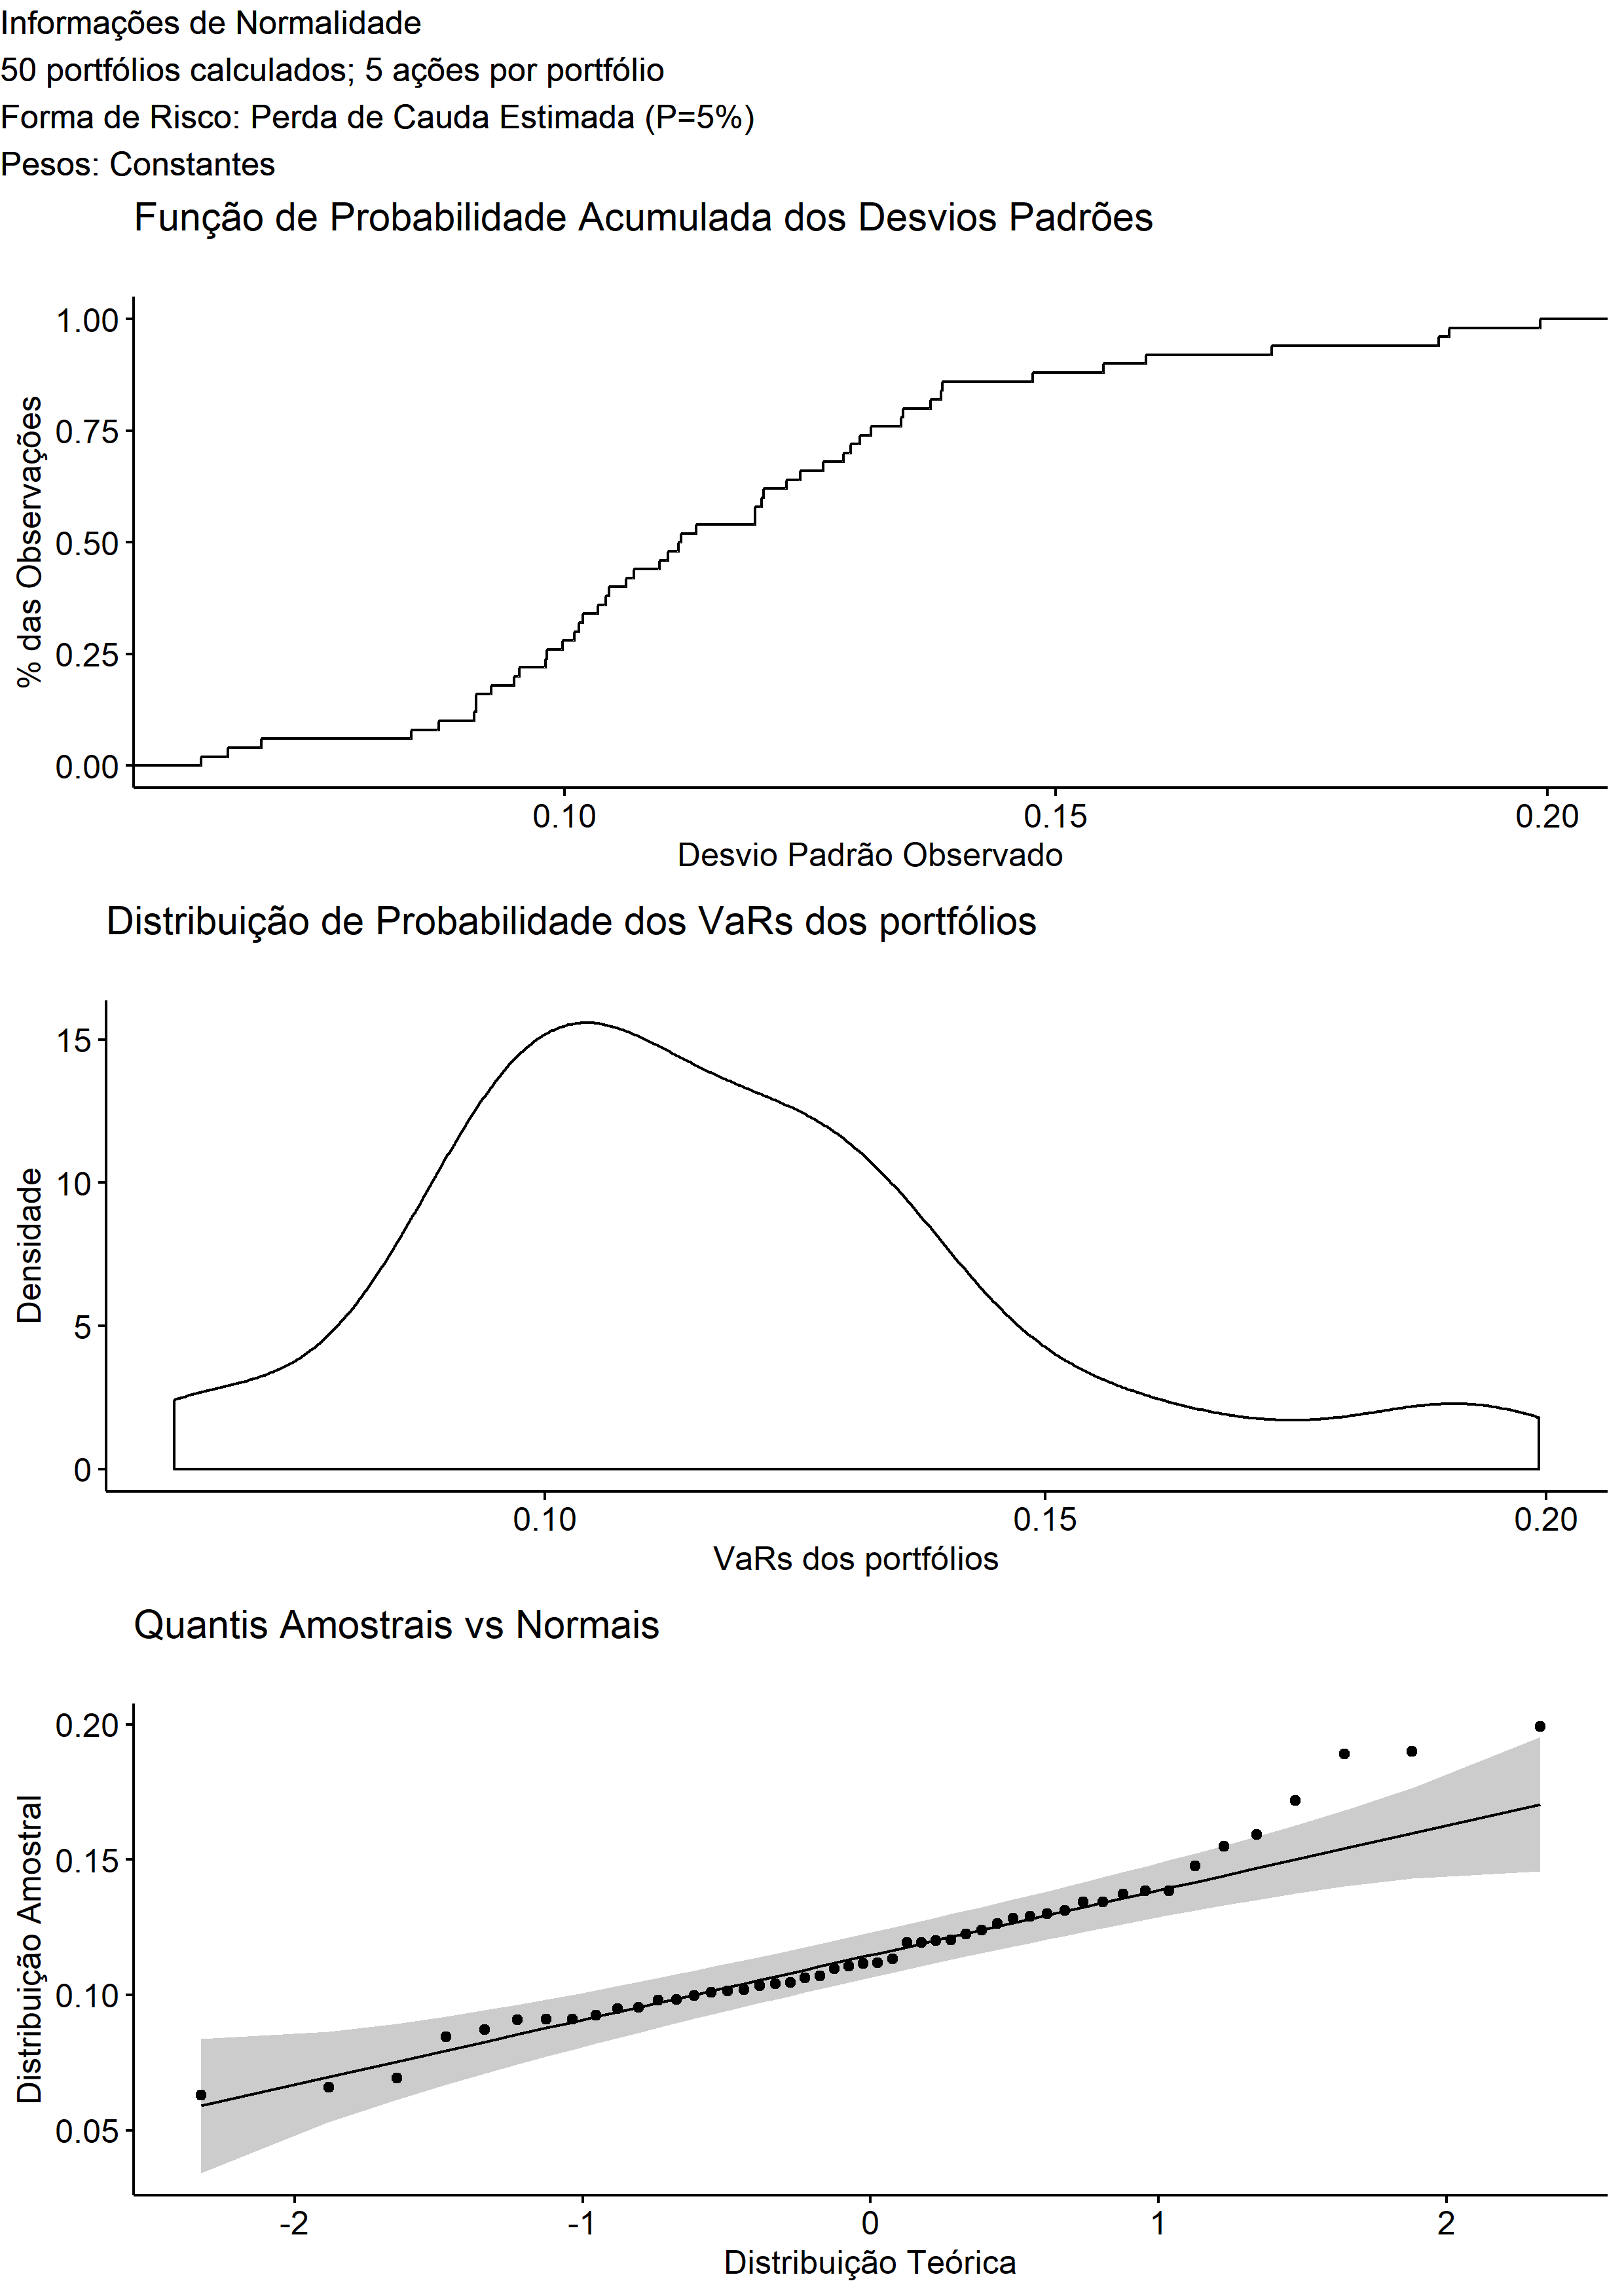 Informações de Normalidade
50 portfólios calculados; 5 ações por portfólio
Forma de Risco: Perda de Cauda Estimada (P=5%)
Pesos: Constantes
Função de Probabilidade Acumulada dos Desvios Padrões
% das Observações
1.00
0.75
0.50
0.25
0.00
0.10 0.15 0.20
Desvio Padrão Observado
Distribuição de Probabilidade dos VaRs dos portfólios
Densidade
15
10
5
0
0.10 0.15 0.20
VaRs dos portfólios
Quantis Amostrais vs Normais
Distribuição Amostral
0.20
0.15
0.10
0.05
-2 -1 0 1 2
Distribuição Teórica